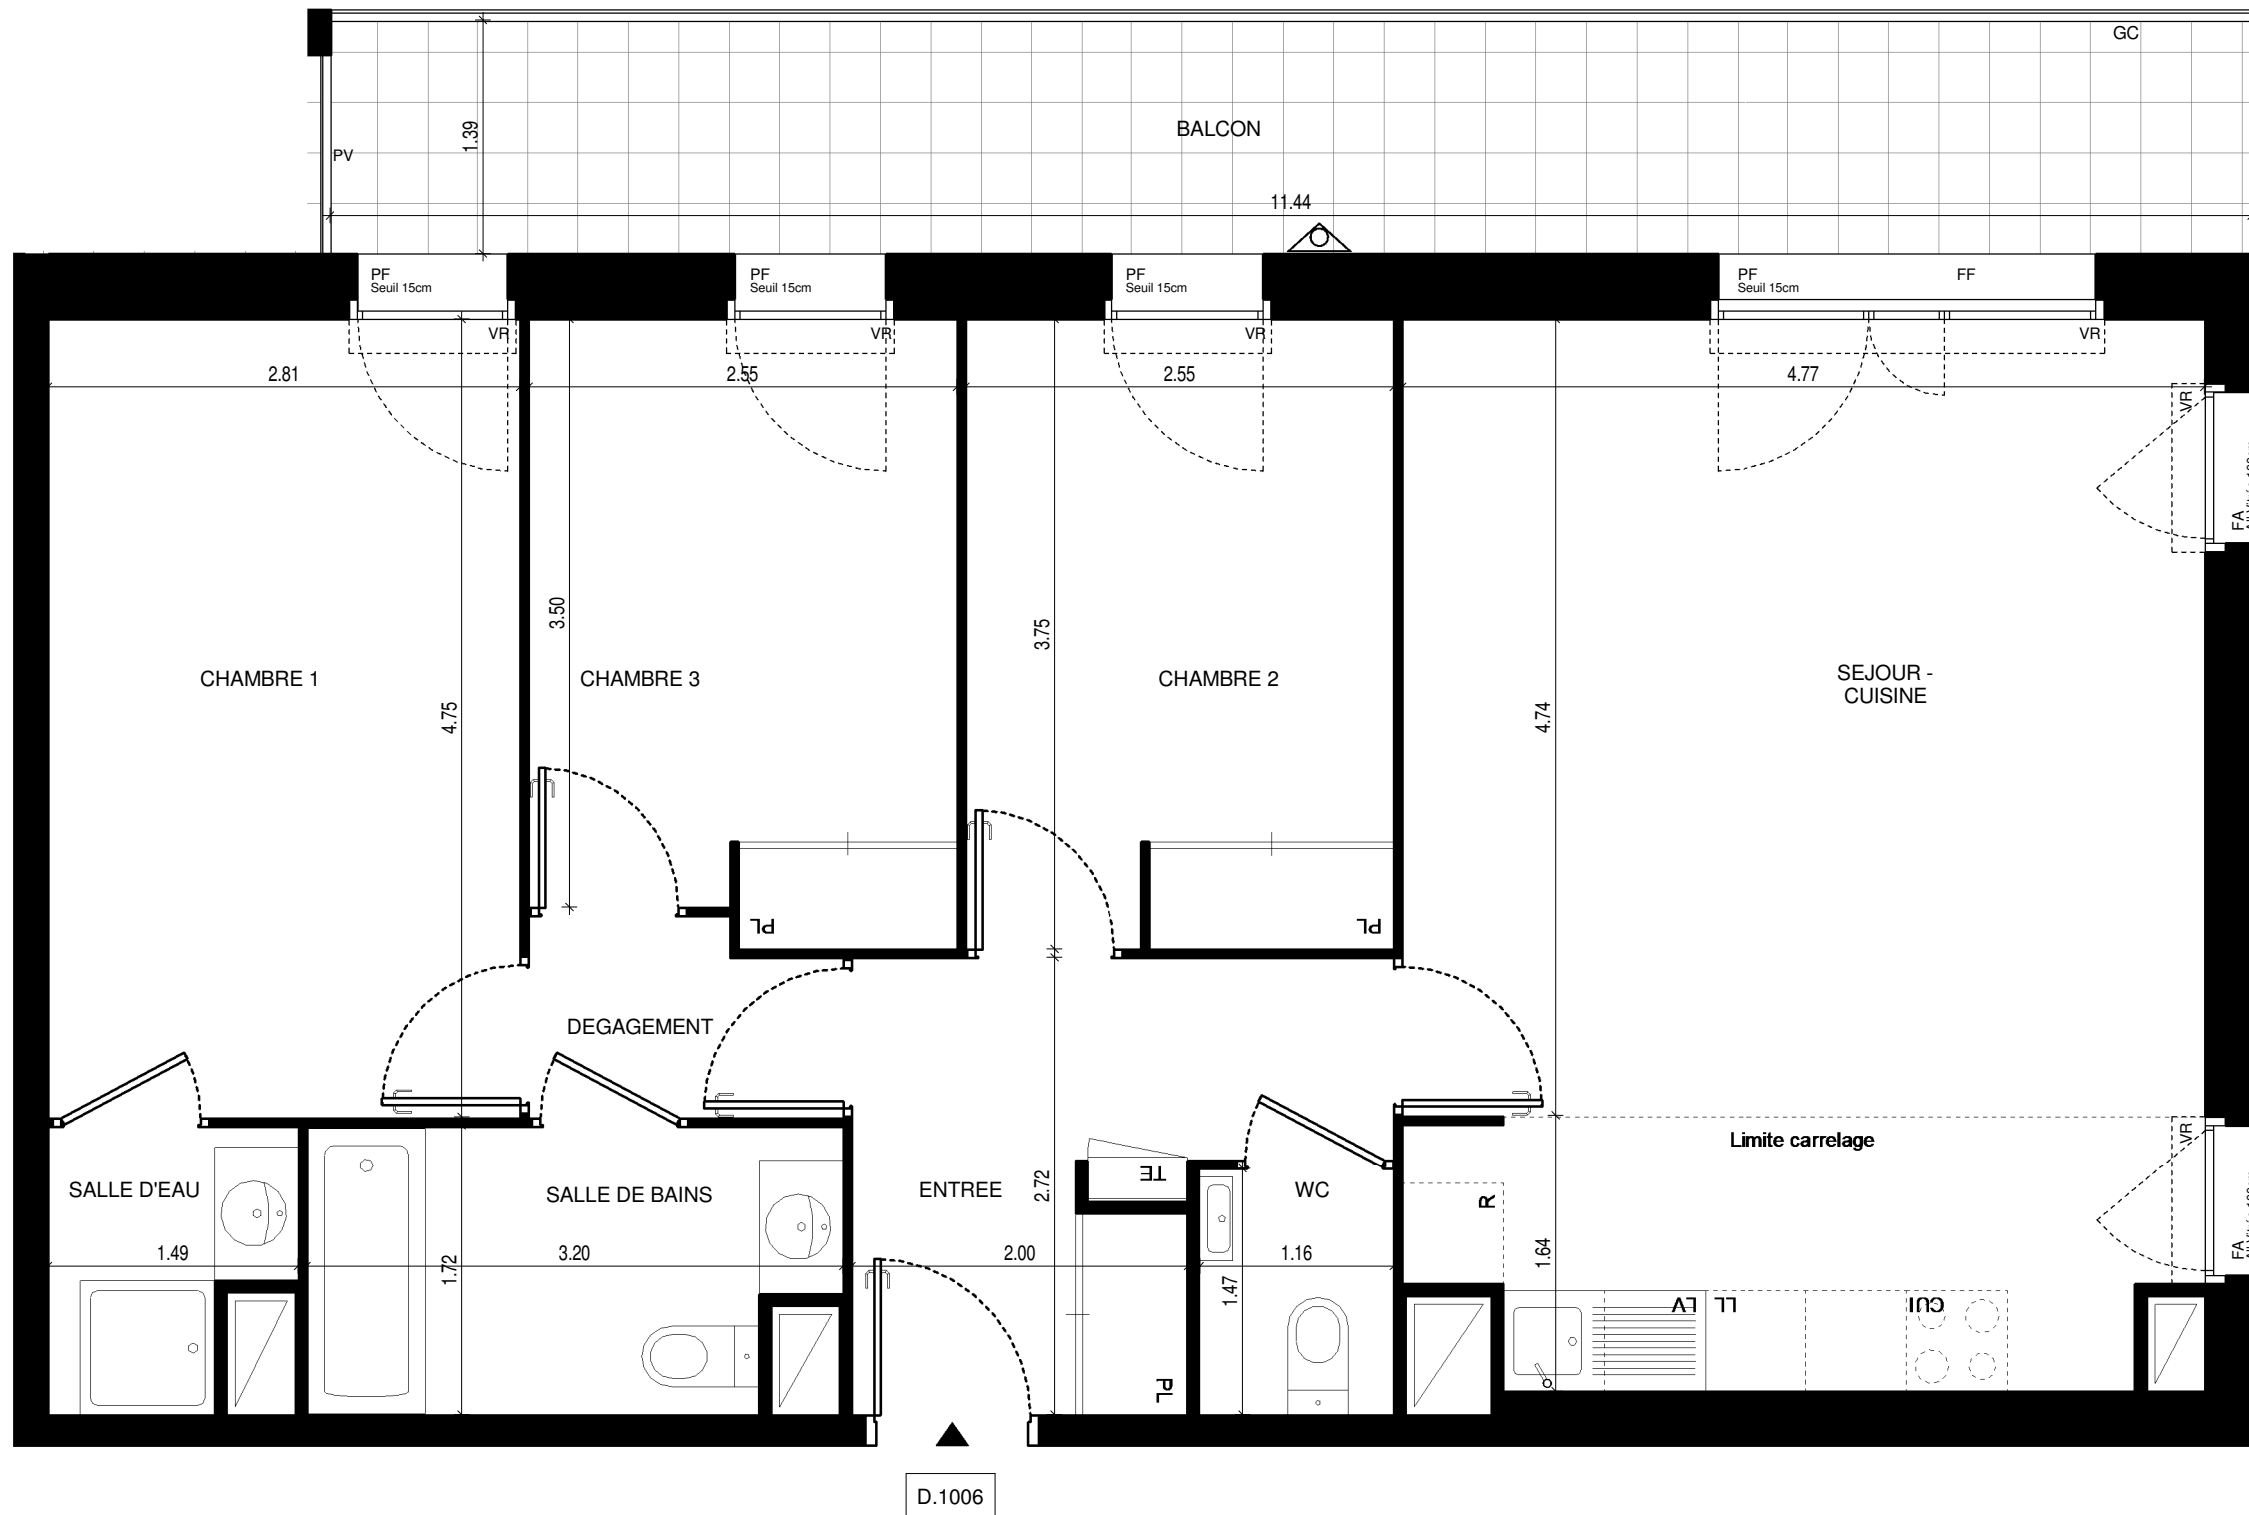 GC
BALCON
1.39
PV
11.44
PF
Seuil 15cm
PF
Seuil 15cm
PF
Seuil 15cm
PF
Seuil 15cm
FF
VR
VR
VR
VR
2.81
2.55
2.55
4.77
VR
FA
3.50
3.75
CHAMBRE 1
CHAMBRE 3
CHAMBRE 2
SEJOUR -
CUISINE
4.75
4.74
PL
PL
DEGAGEMENT
Limite carrelage
VR
SALLE D'EAU
SALLE DE BAINS
ENTREE
2.72
TE
WC
R
1.49
3.20
2.00
1.16
1.72
1.47
1.64
FA
LV
LL
CUI
PL
D.1006